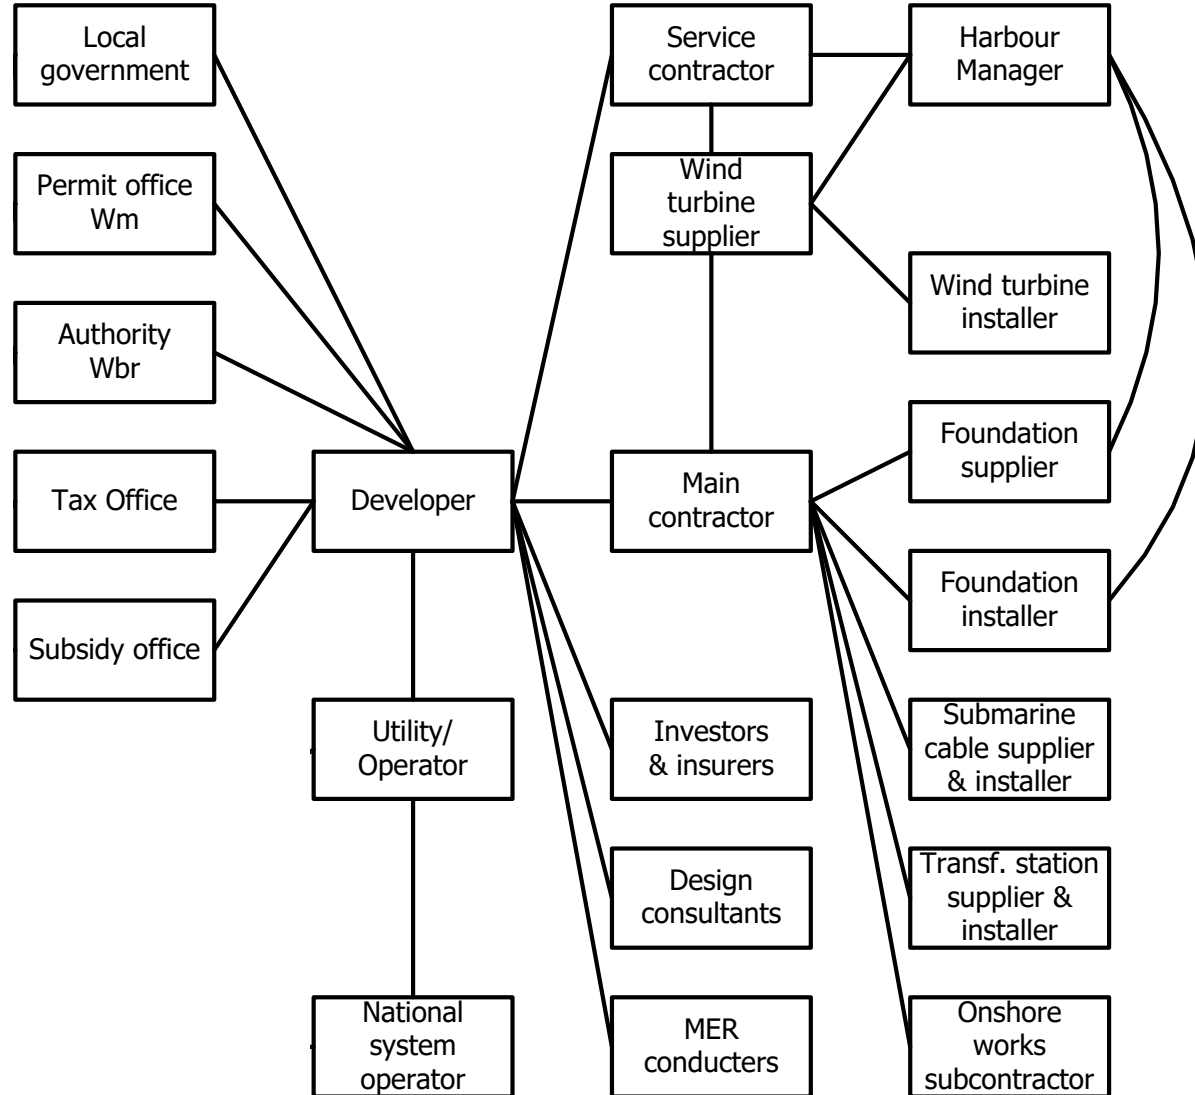 Local
government
Service
contractor
Harbour
Manager
Permit office
Wm
Wind
turbine
supplier
Wind turbine
installer
Authority
Wbr
Foundation
supplier
Tax Office
Developer
Main
contractor
Foundation
installer
Subsidy office
Utility/
Operator
Investors
& insurers
Submarine
cable supplier
& installer
Design
consultants
Transf. station
supplier &
installer
National
system
operator
MER
conducters
Onshore
works
subcontractor